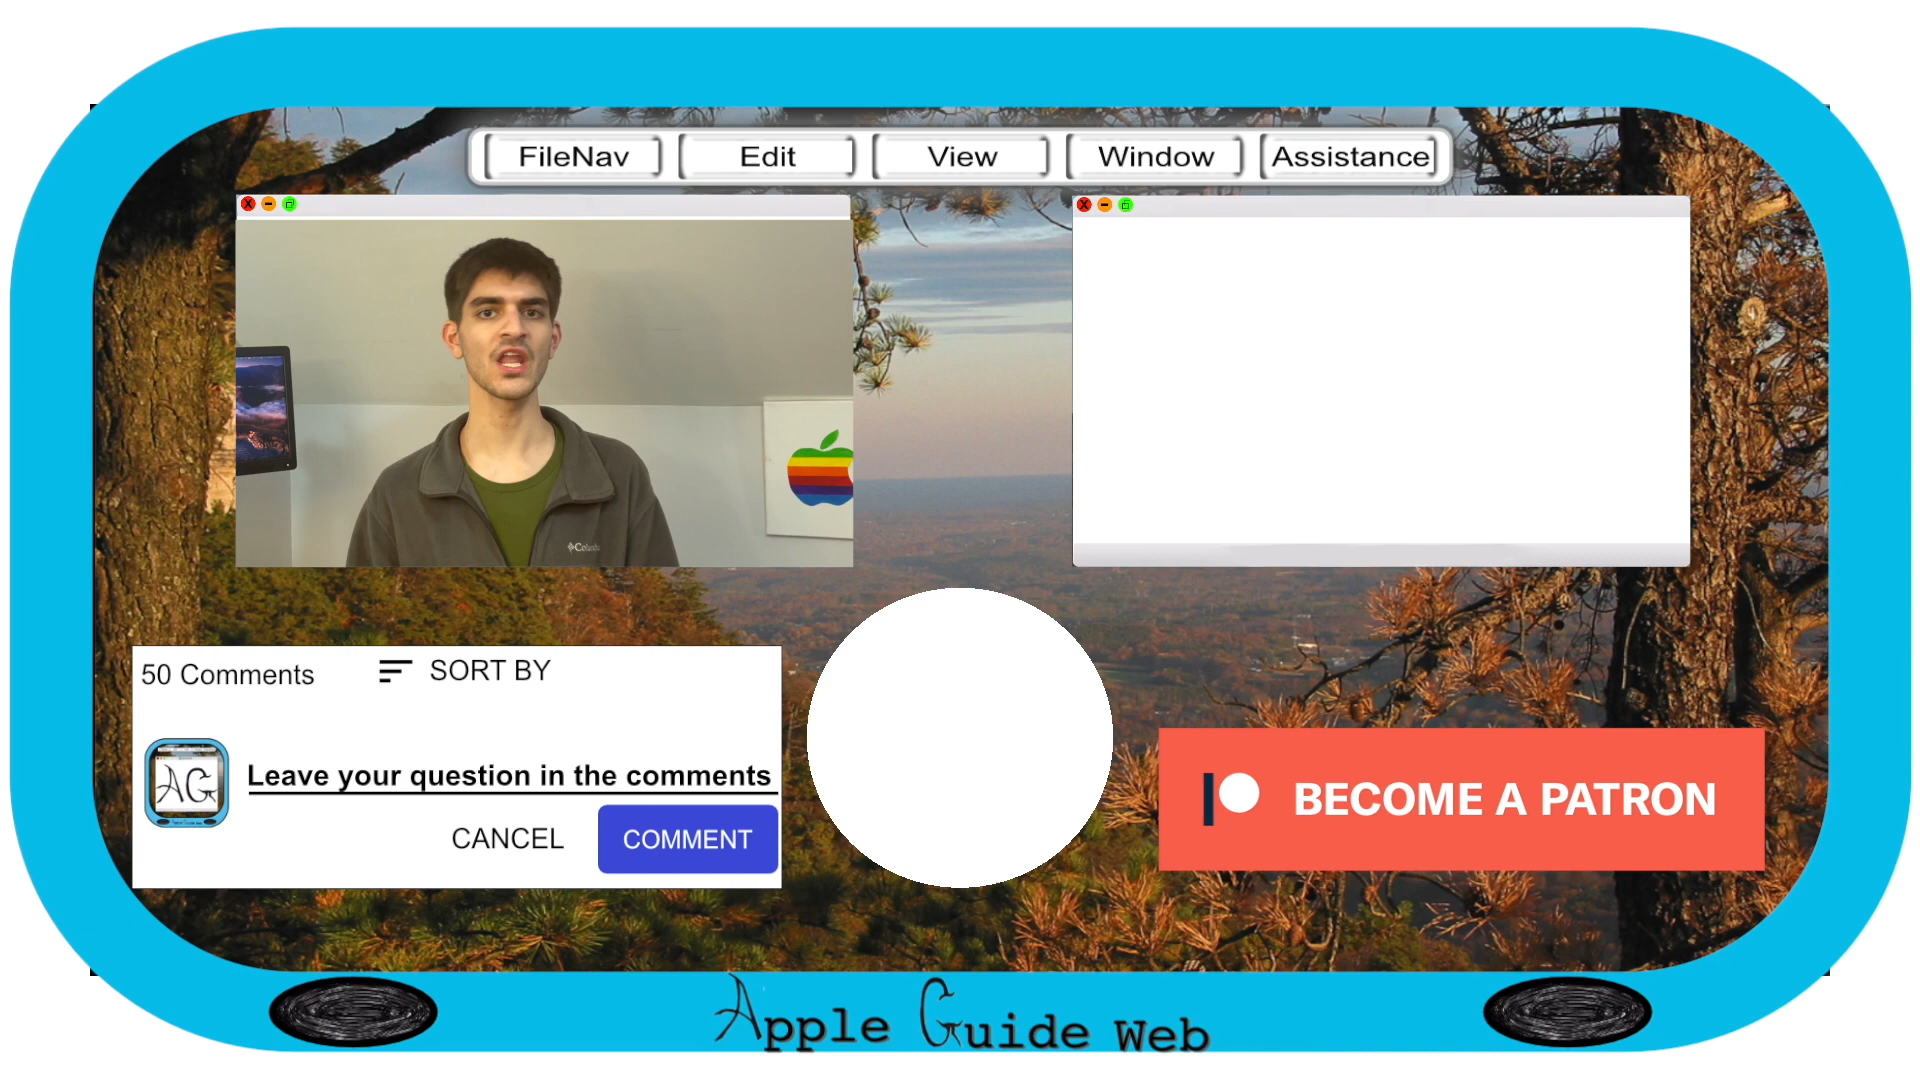 FileNav Edit View Window Assistance
50 Comments SORT BY
AG
Leave your question in the comments
CANCEL COMMENT
BECOME A PATRON
Apple Guide Web